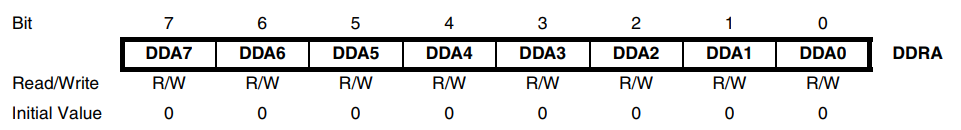 Bit 7 6 5 4 3 2 1 0
DDA7 DDA6 DDA5 DDA4 DDA3 DDA2 DDA1 DDA0 DDRA
Read/Write R/W R/W R/W R/W R/W R/W R/W R/W
Initial Value 0 0 0 0 0 0 0 0